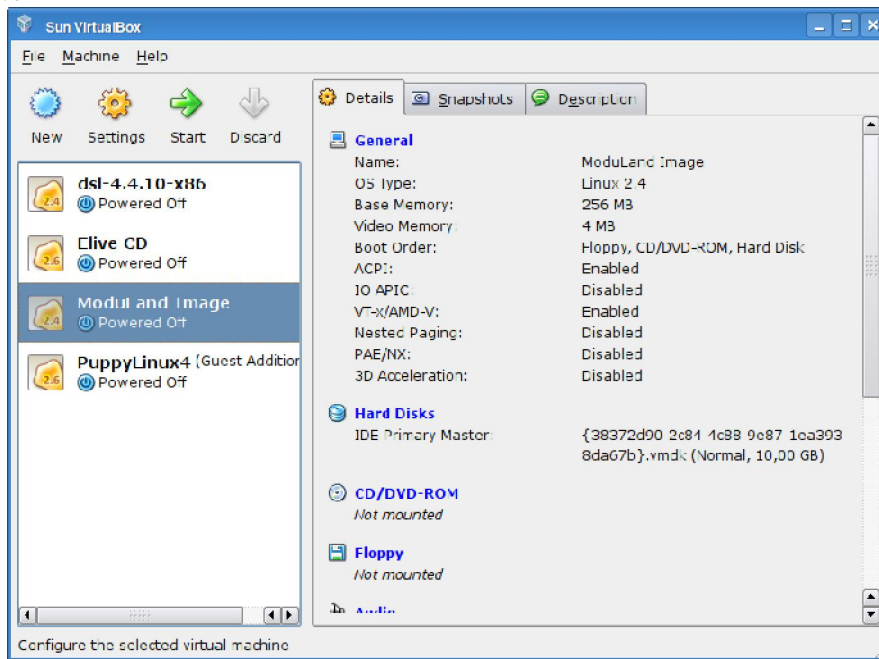 Sun VirtualBox
File Machine Help
New Settings Start Discard
dsl-4.4.10-x86
Powered Off
Elive CD
Powered Off
ModuLand Image
Powered Off
PuppyLinux4 (Guest Addition
Powered Off
Details Snapshots Description
General
Name: ModuLand Image
OS Type: Linux 2.4
Base Memory: 256 MB
Video Memory: 4 MB
Boot Order: Floppy, CD/DVD-ROM, Hard Disk
ACPI: Enabled
IO APIC: Disabled
VT-x/AMD-V: Enabled
Nested Paging: Disabled
PAE/NX: Disabled
3D Acceleration: Disabled
Hard Disks
IDE Primary Master: {38372d90-2c84-4c88-9e87-1ea393
8da67b}.vmdk (Normal, 10,00 GB)
CD/DVD-ROM
Not mounted
Floppy
Not mounted
Audio
Configure the selected virtual machine